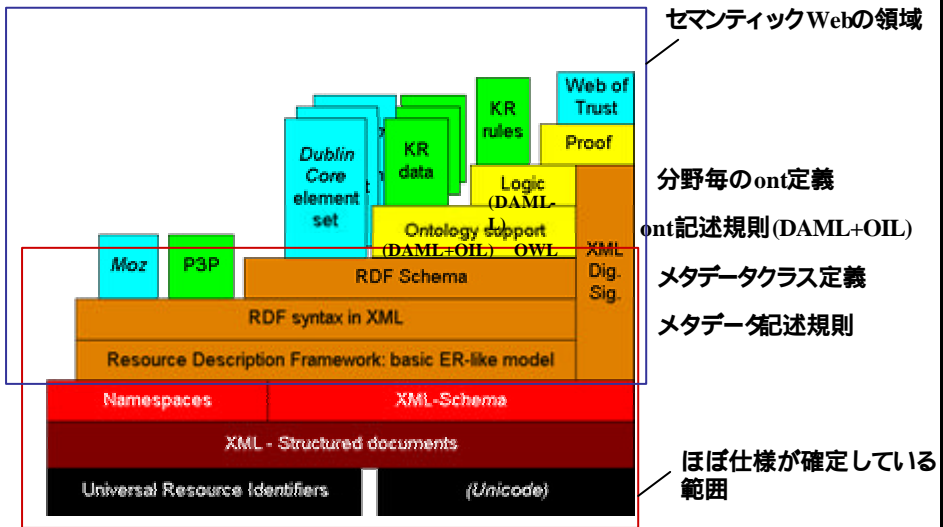 セマンティックWebの領域
Web of
Trust
KR
rules
Proof
Dublin
Core
element
set
KR
data
Logic
(DAML-
L)
分野毎のont定義
Ontology support
(DAML+OIL) OWL
ont記述規則(DAML+OIL)
XML
Dig.
Sig.
Moz
P3P
RDF Schema
メタデータクラス定義
RDF syntax in XML
メタデータ記述規則
Resource Description Framework: basic ER-like model
Namespaces
XML-Schema
XML - Structured documents
ほぼ仕様が確定している
範囲
Universal Resource Identifiers
(Unicode)